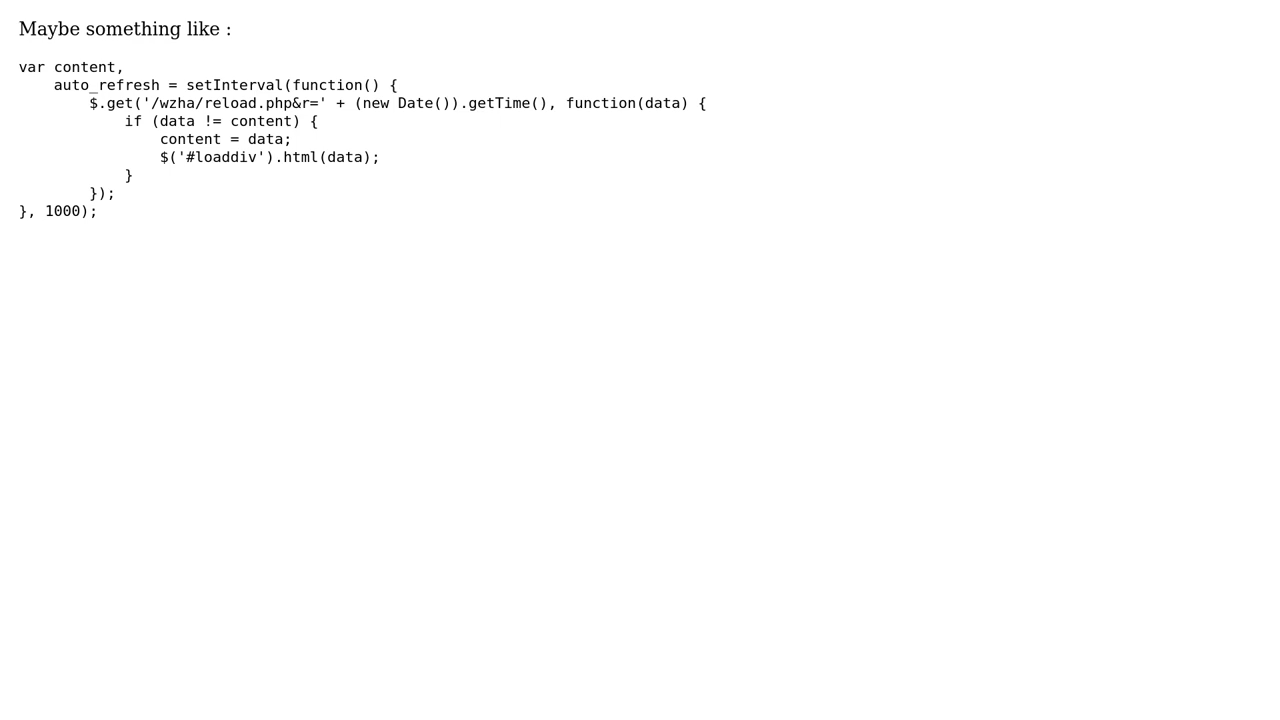 Maybe something like :
var content,
    auto_refresh = setInterval(function() {
        $.get('/wzha/reload.php&r=' + (new Date()).getTime(), function(data) {
            if (data != content) {
                content = data;
                $('#loaddiv').html(data);
            }
        });
}, 1000);